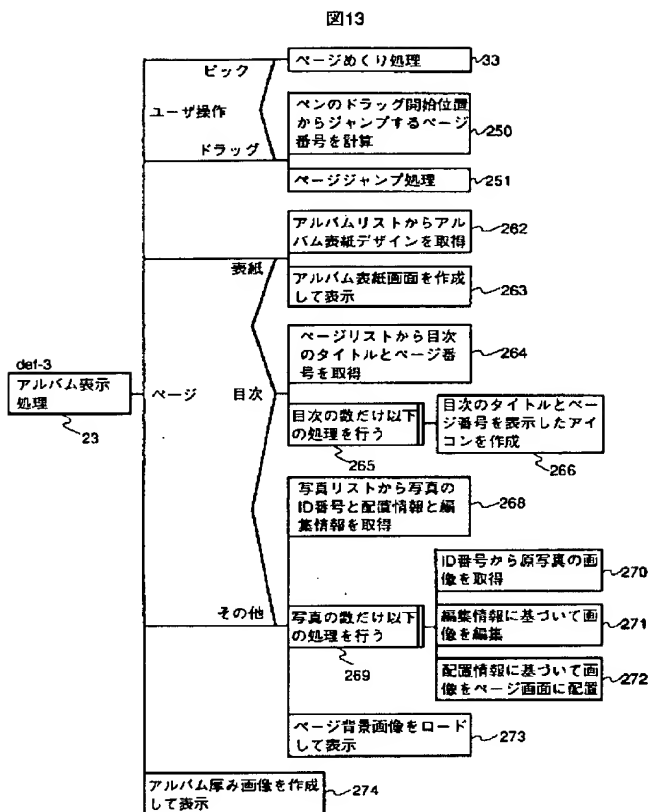 図13
ピック
ページめくり処理
33
ユーザ操作
ペンのドラッグ開始位置
からジャンプするページ
番号を計算
250
ドラッグ
ページジャンプ処理
251
アルバムリストからアル
バム表紙デザインを取得
262
表紙
アルバム表紙画面を作成
して表示
263
ページリストから目次
のタイトルとページ番
号を取得
264
def-3
アルバム表示
処理
23
ページ
目次
目次の数だけ以下
の処理を行う
265
目次のタイトルとペ
ージ番号を表示したアイ
コンを作成
266
写真リストから写真の
ID番号と配置情報と編
集情報を取得
268
その他
写真の数だけ以下
の処理を行う
269
ID番号から原写真の画
像を取得
270
編集情報に基づいて画
像を編集
271
配置情報に基づいて画
像をページ画面に配置
272
ページ背景画像をロード
して表示
273
アルバム厚み画像を作成
して表示
274